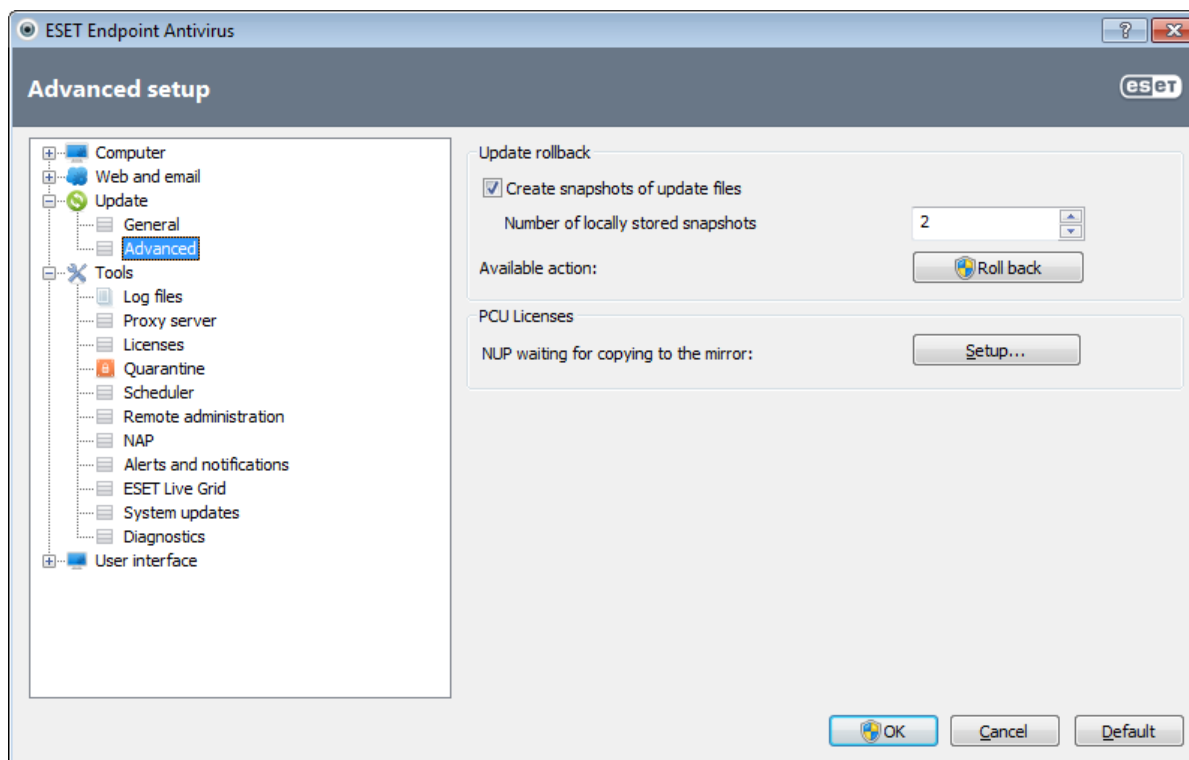 ESET Endpoint Antivirus
?
Advanced setup
eset
Computer
Web and email
Update
General
Advanced
Tools
Log files
Proxy server
Licenses
Quarantine
Scheduler
Remote administration
NAP
Alerts and notifications
ESET Live Grid
System updates
Diagnostics
User interface
Update rollback
Create snapshots of update files
Number of locally stored snapshots 2
Available action: Roll back
PCU Licenses
NUP waiting for copying to the mirror: Setup...
OK Cancel Default